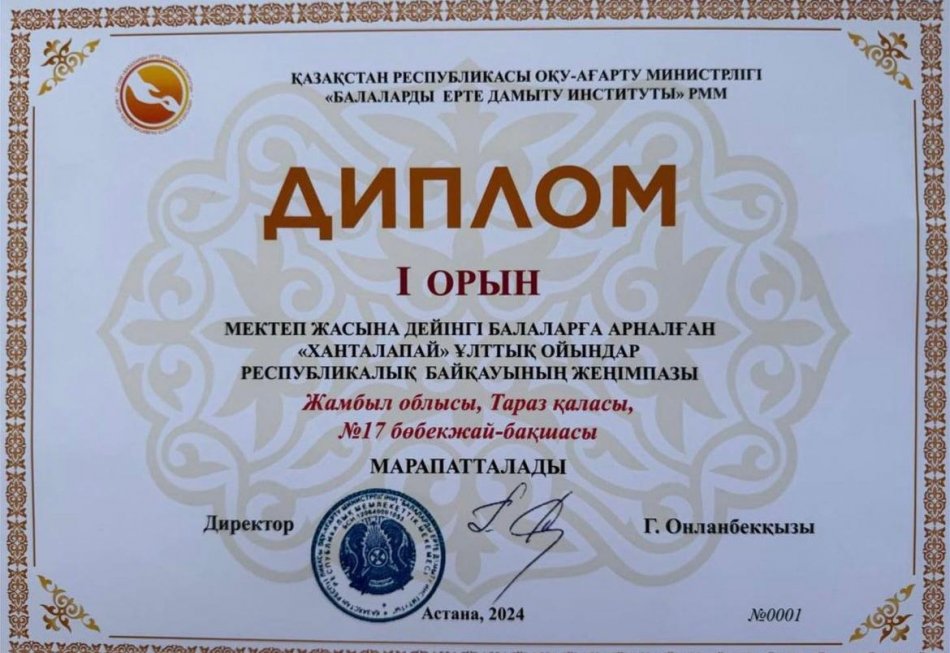 ҚАЗАҚСТАН РЕСПУБЛИКАСЫ ОҚУ-АҒАРТУ МИНИСТРЛІГІ
«БАЛАЛАРДЫ ЕРТЕ ДАМЫТУ ИНСТИТУТЫ» РММ
ДИПЛОМ
I ОРЫН
МЕКТЕП ЖАСЫНА ДЕЙІНГІ БАЛАЛАРҒА АРНАЛҒАН
«ХАНТАЛАПАЙ» ҰЛТТЫҚ ОЙЫНДАР
РЕСПУБЛИКАЛЫҚ БАЙҚАУЫНЫҢ ЖЕҢІМПАЗЫ
Жамбыл облысы, Тараз қаласы,
№17 бөбекжай-бақшасы
МАРАПАТТАЛАДЫ
Директор
Г. Онланбекқызы
Астана, 2024
№0001